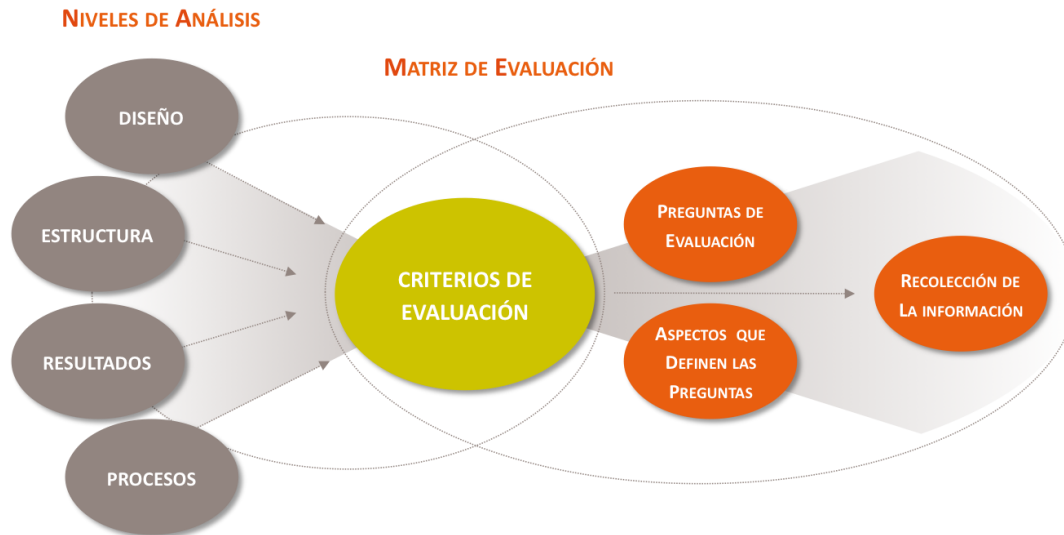 Niveles de Análisis
Matriz de Evaluación
DISEÑO
ESTRUCTURA
RESULTADOS
PROCESOS
CRITERIOS DE
EVALUACIÓN
Preguntas de
Evaluación
Aspectos que
Definen las
Preguntas
Recolección de
La información